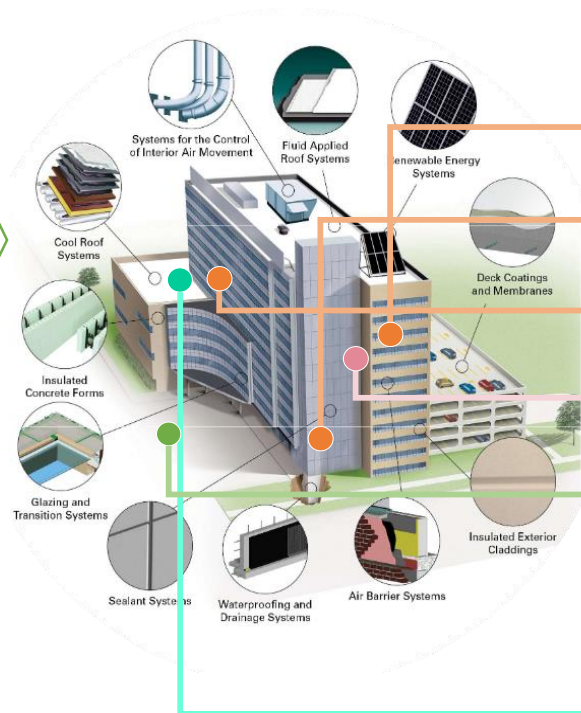 Systems for the Control
of Interior Air Movement
Fluid Applied
Roof Systems
Renewable Energy
Systems
Cool Roof
Systems
Deck Coatings
and Membranes
Insulated
Concrete Forms
Glazing and
Transition Systems
Insulated Exterior
Claddings
Sealant Systems
Waterproofing and
Drainage Systems
Air Barrier Systems